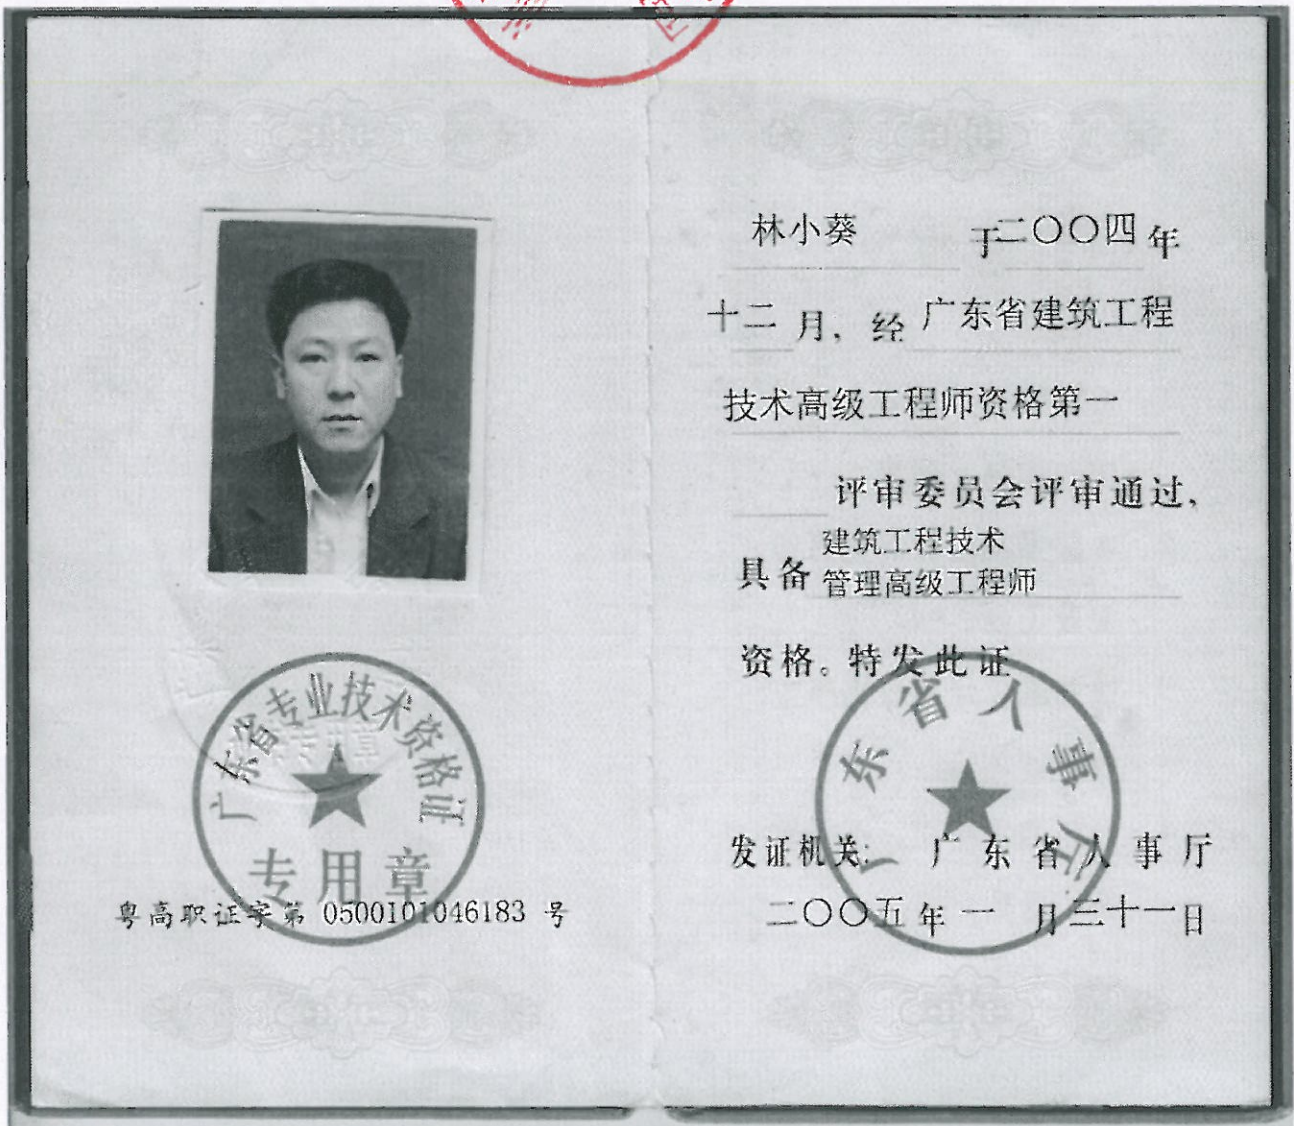 广东省专业技术资格证
专用章
粤高职证字第 0500101046183 号
林小葵 于二〇〇四年
十二月，经广东省建筑工程
技术高级工程师资格第一
评审委员会评审通过，
具备 建筑工程技术
管理高级工程师
资格。特发此证
广东省人事厅
发证机关：广东省人事厅
二〇〇五年一月三十一日